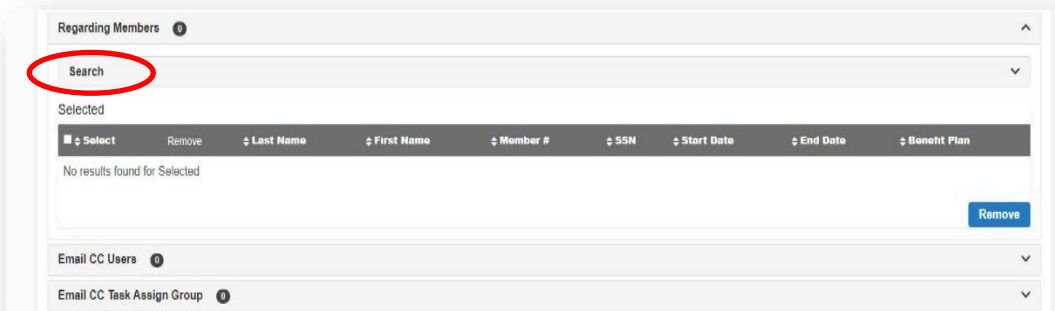 Regarding Members 0
Search
Selected
Select Remove Last Name First Name Member # SSN Start Date End Date Benefit Plan
No results found for Selected
Remove
Email CC Users 0
Email CC Task Assign Group 0